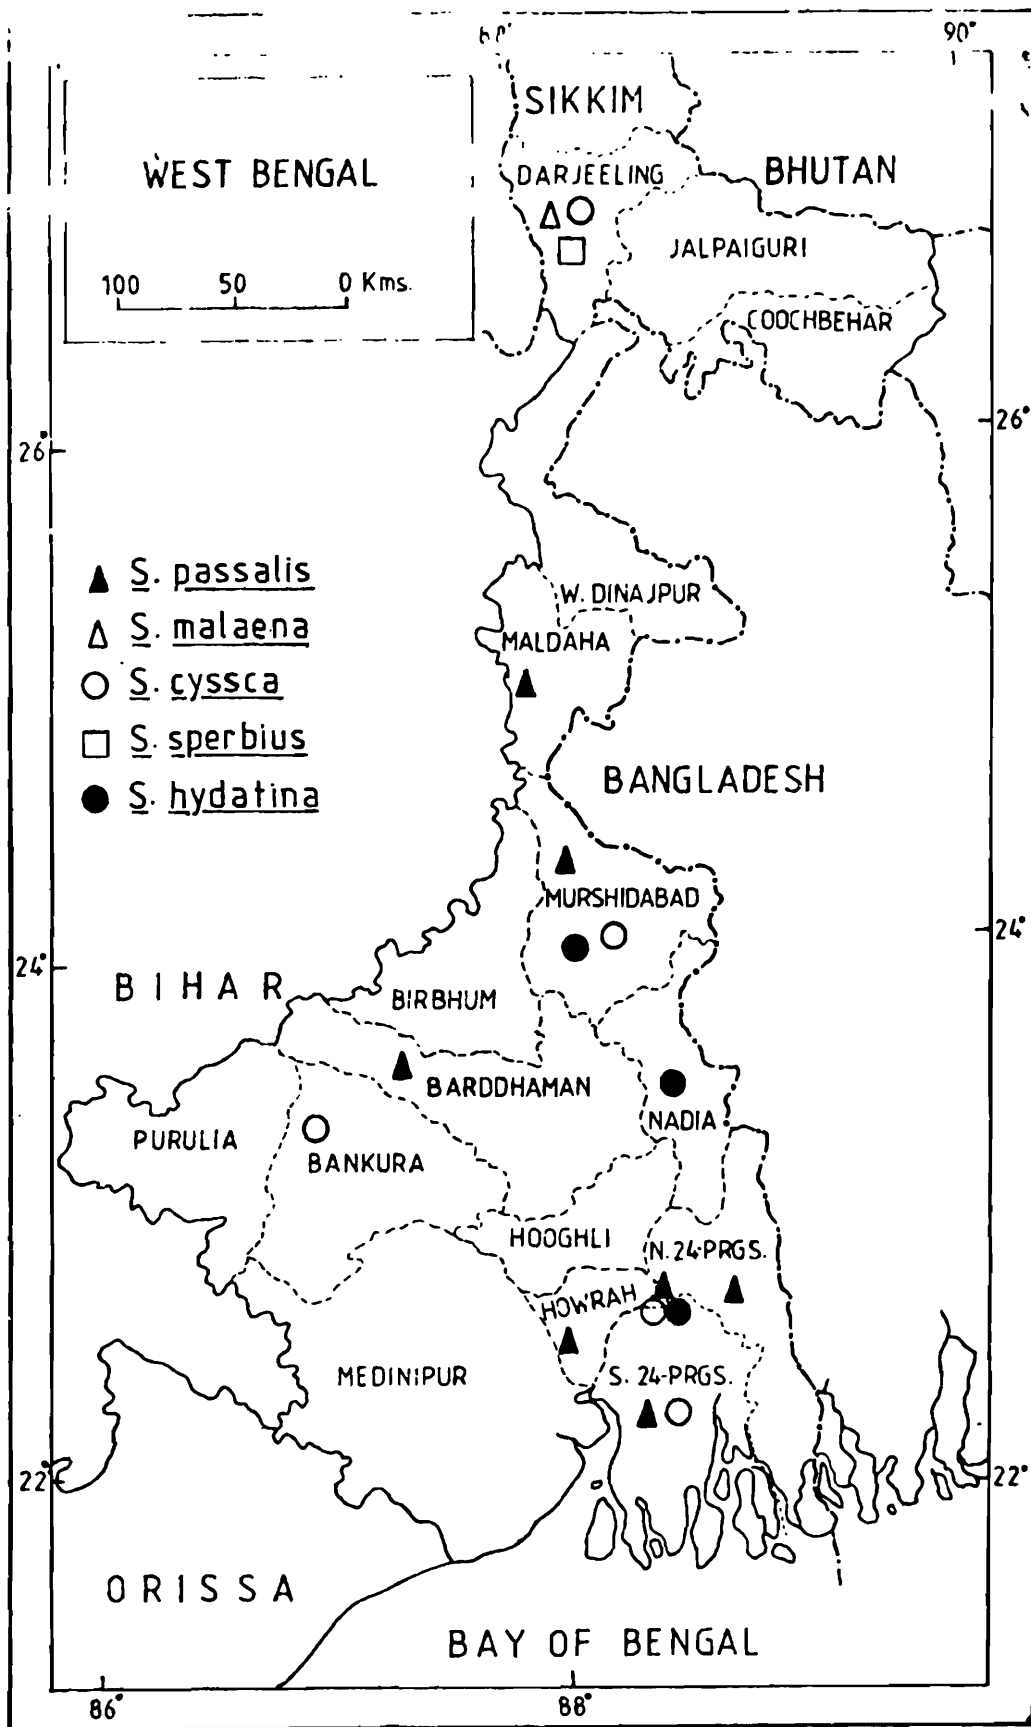 90°
SIKKIM
WEST BENGAL
DARJEELING
BHUTAN
JALPAIGURI
100 50 0 Kms.
COOCHBEHAR
26°
26°
S. passalis
S. malaena
S. cyssca
S. sperbius
S. hydatina
W. DINAJPUR
MALDAHA
BANGLADESH
MURSHIDABAD
24°
24°
BIHAR
BIRBHUM
BARDDHAMAN
NADIA
PURULIA
BANKURA
HOOGHLI
N. 24-PRGS.
HOWRAH
MEDINIPUR
S. 24-PRGS.
22°
22°
ORISSA
BAY OF BENGAL
86°
88°